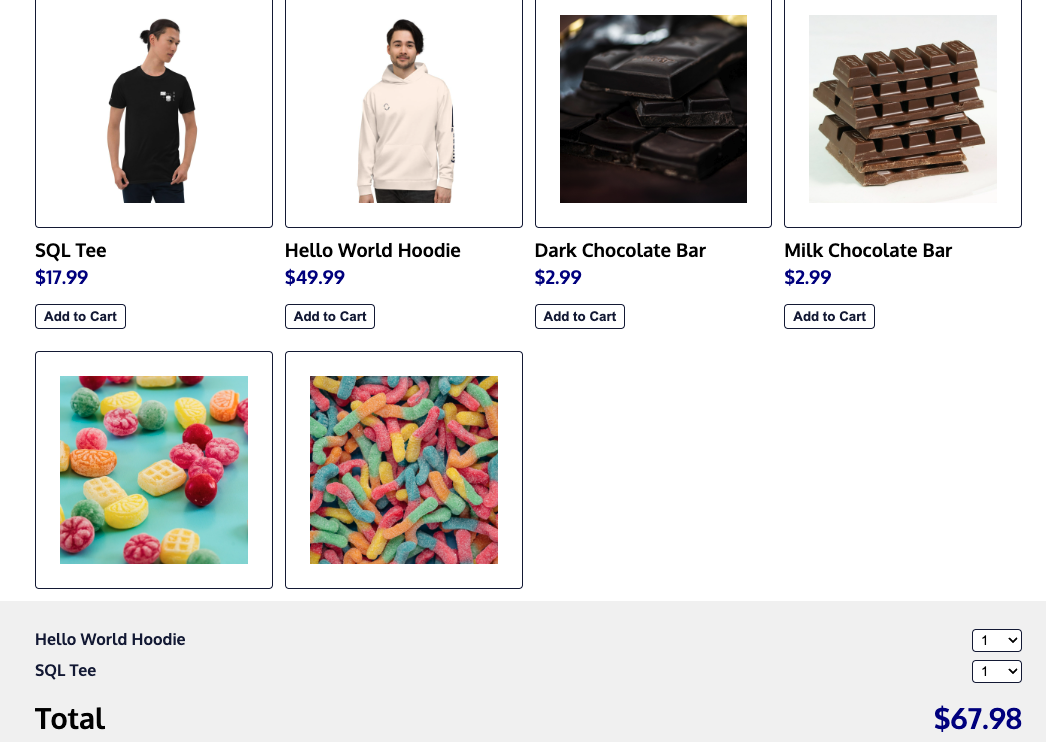 SQL Tee
$17.99
Add to Cart
Hello World Hoodie
$49.99
Add to Cart
Dark Chocolate Bar
$2.99
Add to Cart
Milk Chocolate Bar
$2.99
Add to Cart
Hello World Hoodie 1
SQL Tee 1
Total $67.98